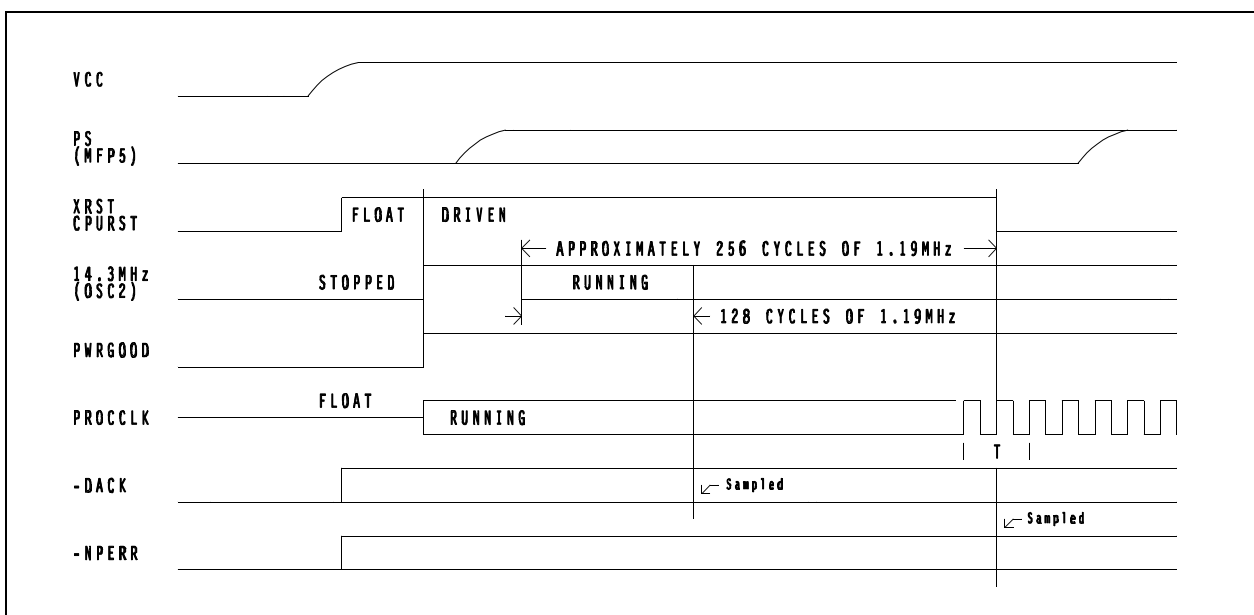 VCC
PS
(MFP5)
XRST
CPURST
FLOAT
DRIVEN
APPROXIMATELY 256 CYCLES OF 1.19MHz
14.3MHz
(OSC2)
STOPPED
RUNNING
128 CYCLES OF 1.19MHz
PWRGOOD
FLOAT
PROCCLK
RUNNING
T
-DACK
Sampled
Sampled
-NPERR